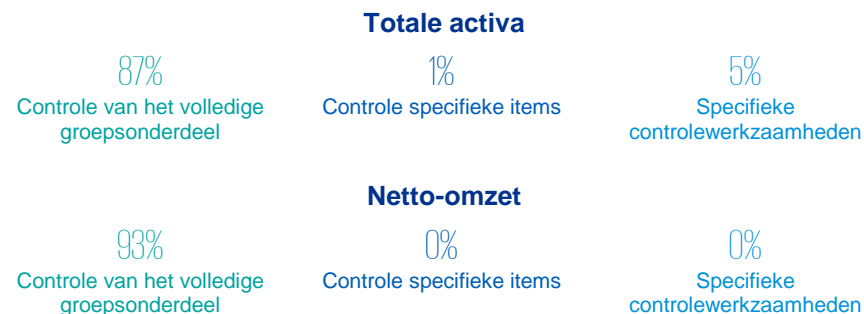 Totale activa
87%
1%
5%
Controle van het volledige
groepsonderdeel
Controle specifieke items
Specifieke
controlewerkzaamheden
Netto-omzet
93%
0%
0%
Controle van het volledige
groepsonderdeel
Controle specifieke items
Specifieke
controlewerkzaamheden